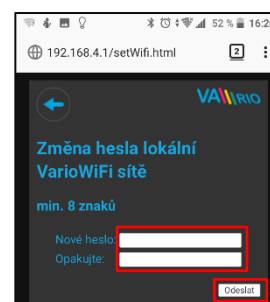 52 % 16:2
192.168.4.1/setWifi.html 2
VARIO
Změna hesla lokální
VarioWiFi sítě
min. 8 znaků
Nové heslo:
Opakujte:
Odeslat